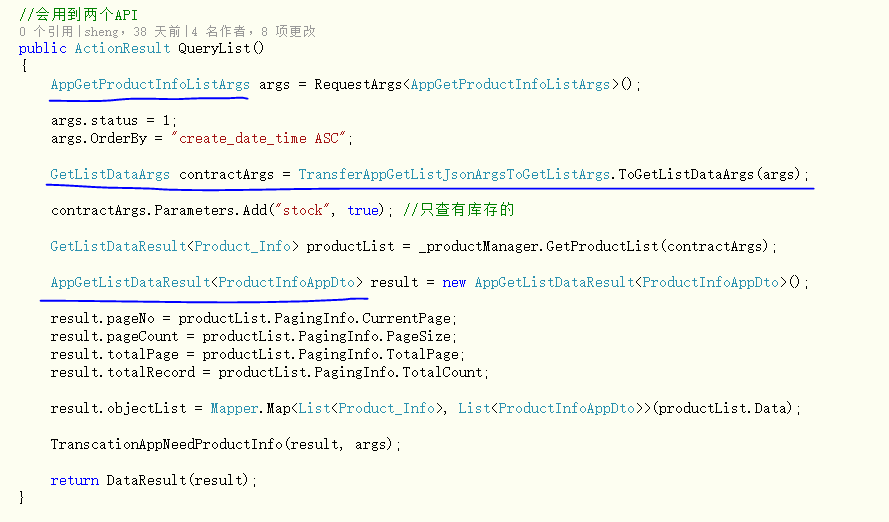 //会用到两个API
0 个引用|sheng，38 天前|4 名作者，8 项更改
public ActionResult QueryList()
{
AppGetProductInfoListArgs args = RequestArgs<AppGetProductInfoListArgs>();
args.status = 1;
args.OrderBy = "create_date_time ASC";
GetListDataArgs contractArgs = TransferAppGetListJsonArgsToGetListArgs.ToGetListDataArgs(args);
contractArgs.Parameters.Add("stock", true); //只查有库存的
GetListDataResult<Product_Info> productList = _productManager.GetProductList(contractArgs);
AppGetListDataResult<ProductInfoAppDto> result = new AppGetListDataResult<ProductInfoAppDto>();
result.pageNo = productList.PagingInfo.CurrentPage;
result.pageCount = productList.PagingInfo.PageSize;
result.totalPage = productList.PagingInfo.TotalPage;
result.totalRecord = productList.PagingInfo.TotalCount;
result.objectList = Mapper.Map<List<Product_Info>, List<ProductInfoAppDto>>(productList.Data);
TranscationAppNeedProductInfo(result, args);
return DataResult(result);
}